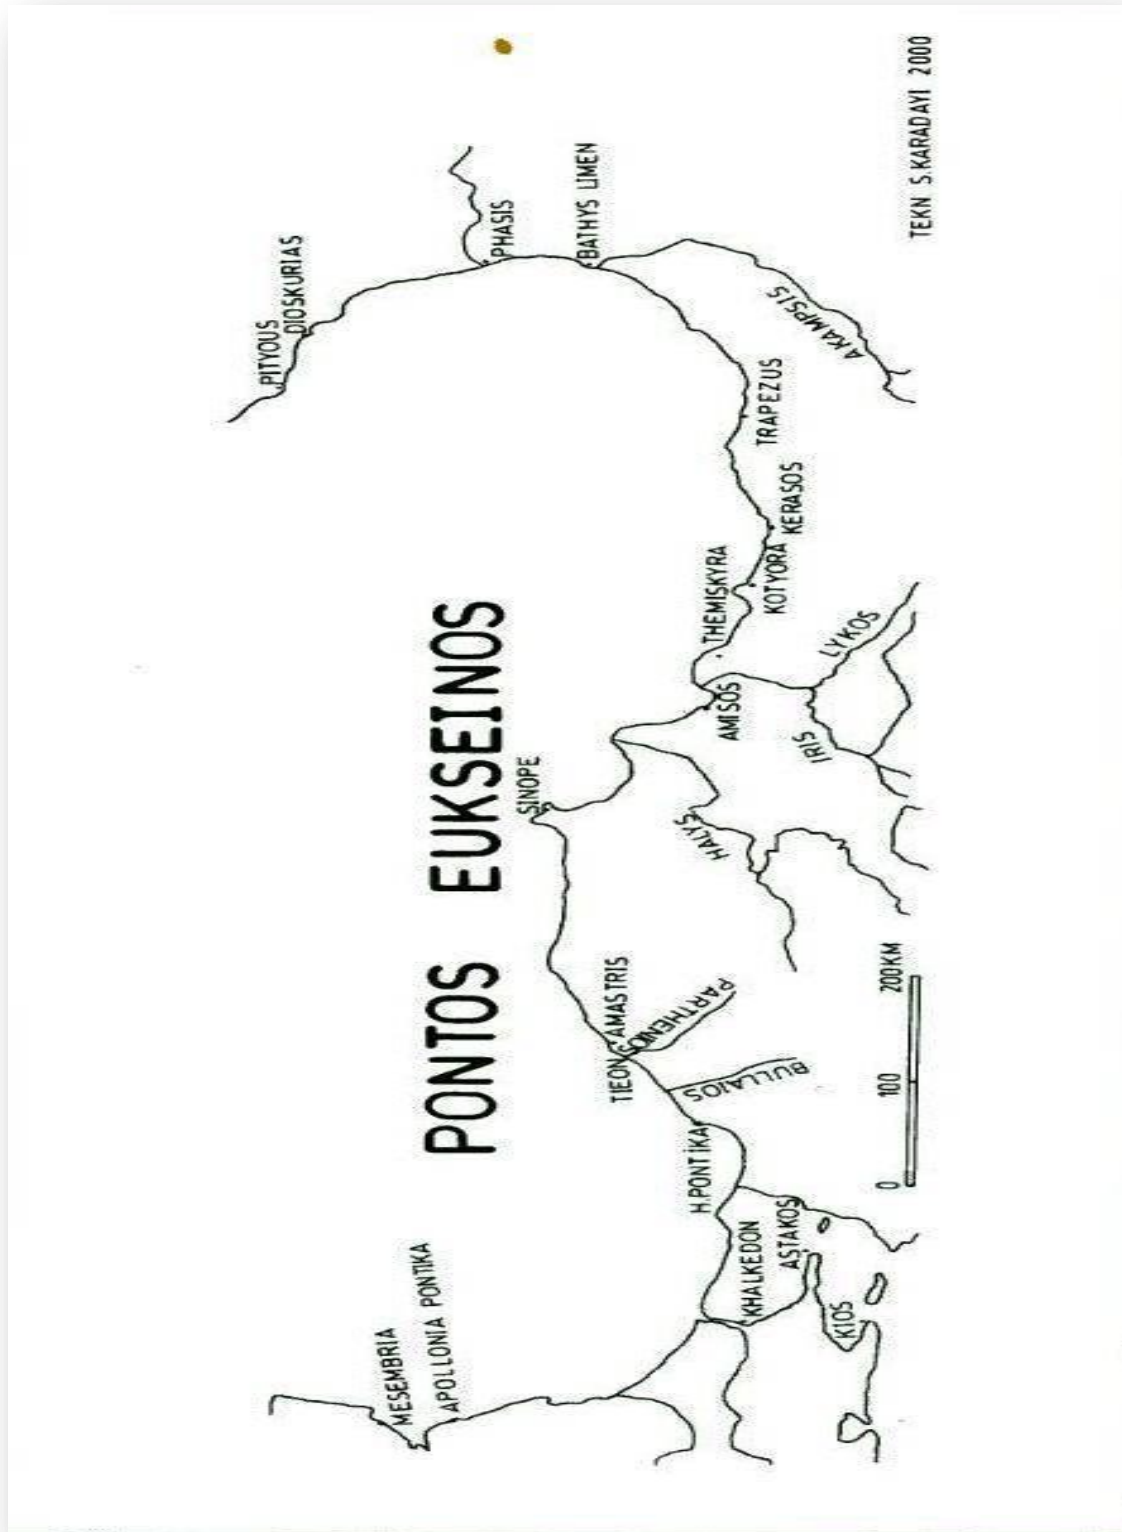 PONTOS EUKSEINOS
MESEMBRIA
APOLLONIA PONTIKA
KHALKEDON
ASTAKOS
KIOS
H.PONTİKA
BULLAIOS
TIEON
PARTHENIOS
AMASTRIS
SINOPE
HALYS
AMISOS
IRIS
LYKOS
THEMISKYRA
KOTYORA
KERASOS
TRAPEZUS
AKAMPSIS
BATHYS LIMEN
PHASIS
DIOSKURIAS
PITYOUS
0 100 200KM
TEKN S.KARADAYI 2000